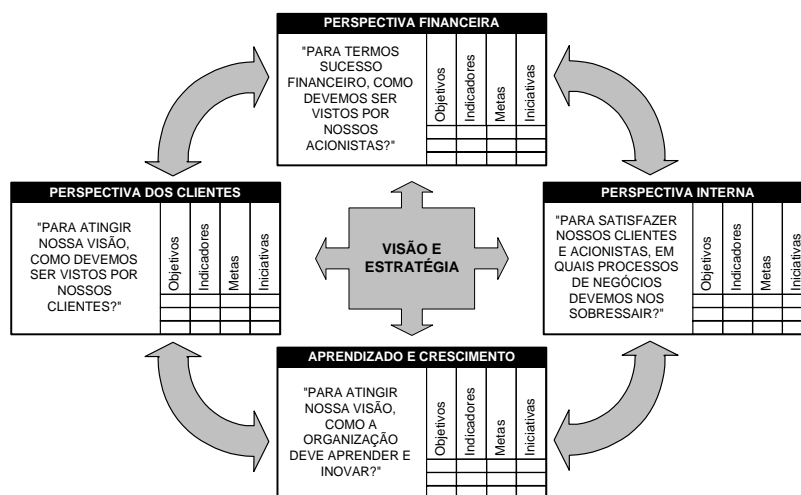 PERSPECTIVA FINANCEIRA
"PARA TERMOS
SUCESSO
FINANCEIRO, COMO
DEVEMOS SER
VISTOS POR
NOSSOS
ACIONISTAS?"
Objetivos
Indicadores
Metas
Iniciativas
PERSPECTIVA DOS CLIENTES
"PARA ATINGIR
NOSSA VISÃO,
COMO DEVEMOS
SER VISTOS POR
NOSSOS
CLIENTES?"
Objetivos
Indicadores
Metas
Iniciativas
VISÃO E
ESTRATÉGIA
PERSPECTIVA INTERNA
"PARA SATISFAZER
NOSSOS CLIENTES
E ACIONISTAS, EM
QUAIS PROCESSOS
DE NEGÓCIOS
DEVEMOS NOS
SOBRESSAIR?"
Objetivos
Indicadores
Metas
Iniciativas
APRENDIZADO E CRESCIMENTO
"PARA ATINGIR
NOSSA VISÃO,
COMO A
ORGANIZAÇÃO
DEVE APRENDER E
INOVAR?"
Objetivos
Indicadores
Metas
Iniciativas